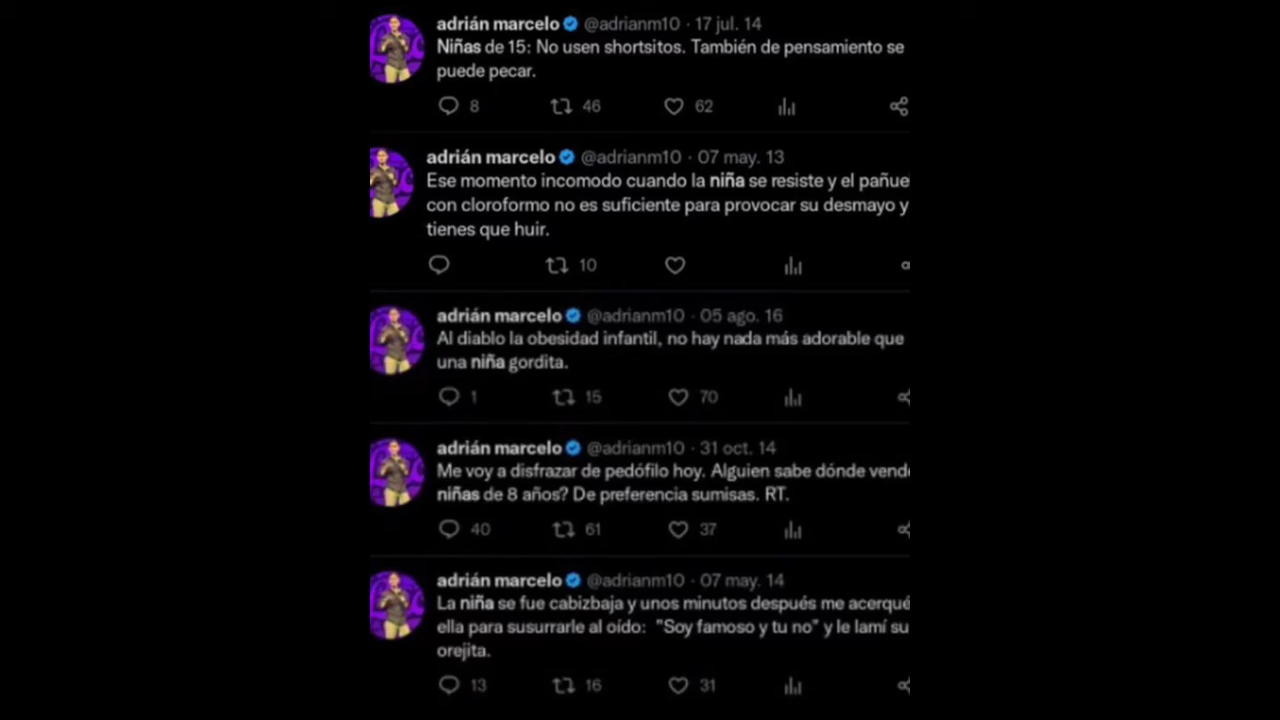 adrián marcelo @adrianm10 · 17 jul. 14
Niñas de 15: No usen shortsitos. También de pensamiento se
puede pecar.
8 46 62
adrián marcelo @adrianm10 · 07 may. 13
Ese momento incomodo cuando la niña se resiste y el pañue
con cloroformo no es suficiente para provocar su desmayo y
tienes que huir.
10
adrián marcelo @adrianm10 · 05 ago. 16
Al diablo la obesidad infantil, no hay nada más adorable que
una niña gordita.
1 15 70
adrián marcelo @adrianm10 · 31 oct. 14
Me voy a disfrazar de pedófilo hoy. Alguien sabe dónde vende
niñas de 8 años? De preferencia sumisas. RT.
40 61 37
adrián marcelo @adrianm10 · 07 may. 14
La niña se fue cabizbaja y unos minutos después me acerqué
ella para susurrarle al oído: "Soy famoso y tu no" y le lamí su
orejita.
13 16 31